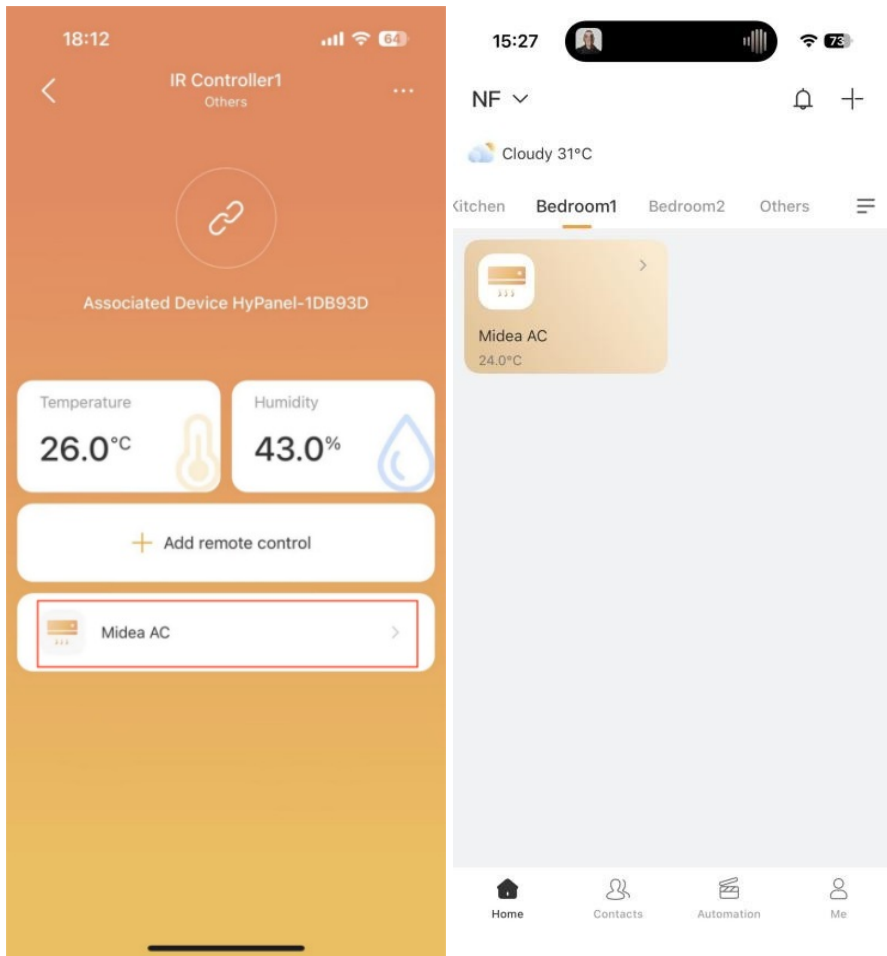 18:12
64
IR Controller1
Others
Associated Device HyPanel-1DB93D
Temperature
26.0°C
Humidity
43.0%
Add remote control
Midea AC
15:27
73
NF
Cloudy 31°C
Kitchen Bedroom1 Bedroom2 Others
Midea AC
24.0°C
Home Contacts Automation Me